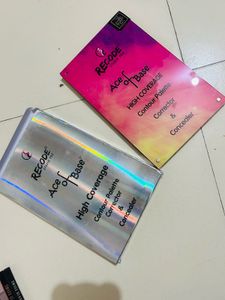 RECODE
Ace of Base
HIGH COVERAGE
Contour Palette
Corrector
&
Concealer
RECODE
Ace of Base
High Coverage
Contour Palette
Corrector
&
Concealer